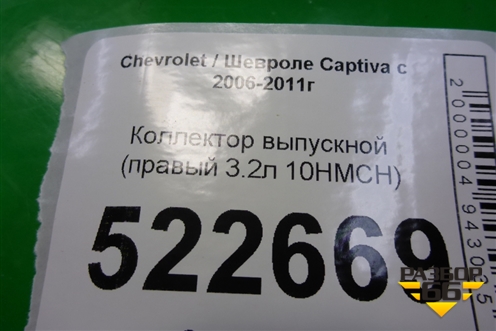 Chevrolet / Шевроле Captiva с
2006-2011г
Коллектор выпускной
(правый 3.2л 10HMCH)
522669
РАЗБОР
66